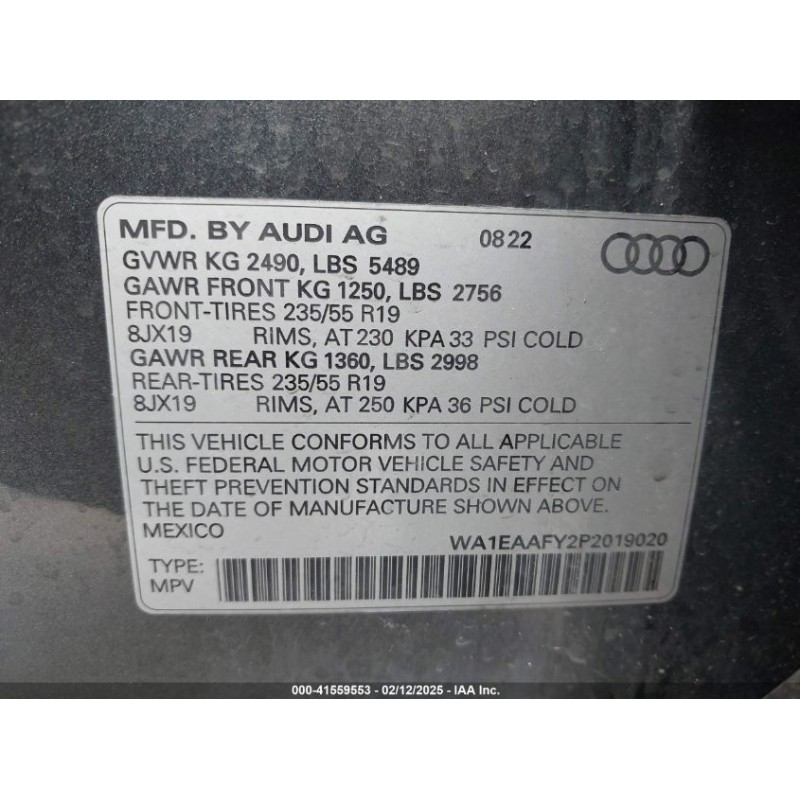 MFD. BY AUDI AG 0822
GVWR KG 2490, LBS 5489
GAWR FRONT KG 1250, LBS 2756
FRONT-TIRES 235/55 R19
8JX19 RIMS, AT 230 KPA 33 PSI COLD
GAWR REAR KG 1360, LBS 2998
REAR-TIRES 235/55 R19
8JX19 RIMS, AT 250 KPA 36 PSI COLD
THIS VEHICLE CONFORMS TO ALL APPLICABLE
U.S. FEDERAL MOTOR VEHICLE SAFETY AND
THEFT PREVENTION STANDARDS IN EFFECT ON
THE DATE OF MANUFACTURE SHOWN ABOVE.
MEXICO WA1EAAFY2P2019020
TYPE:
MPV
000-41559553 - 02/12/2025 - IAA Inc.